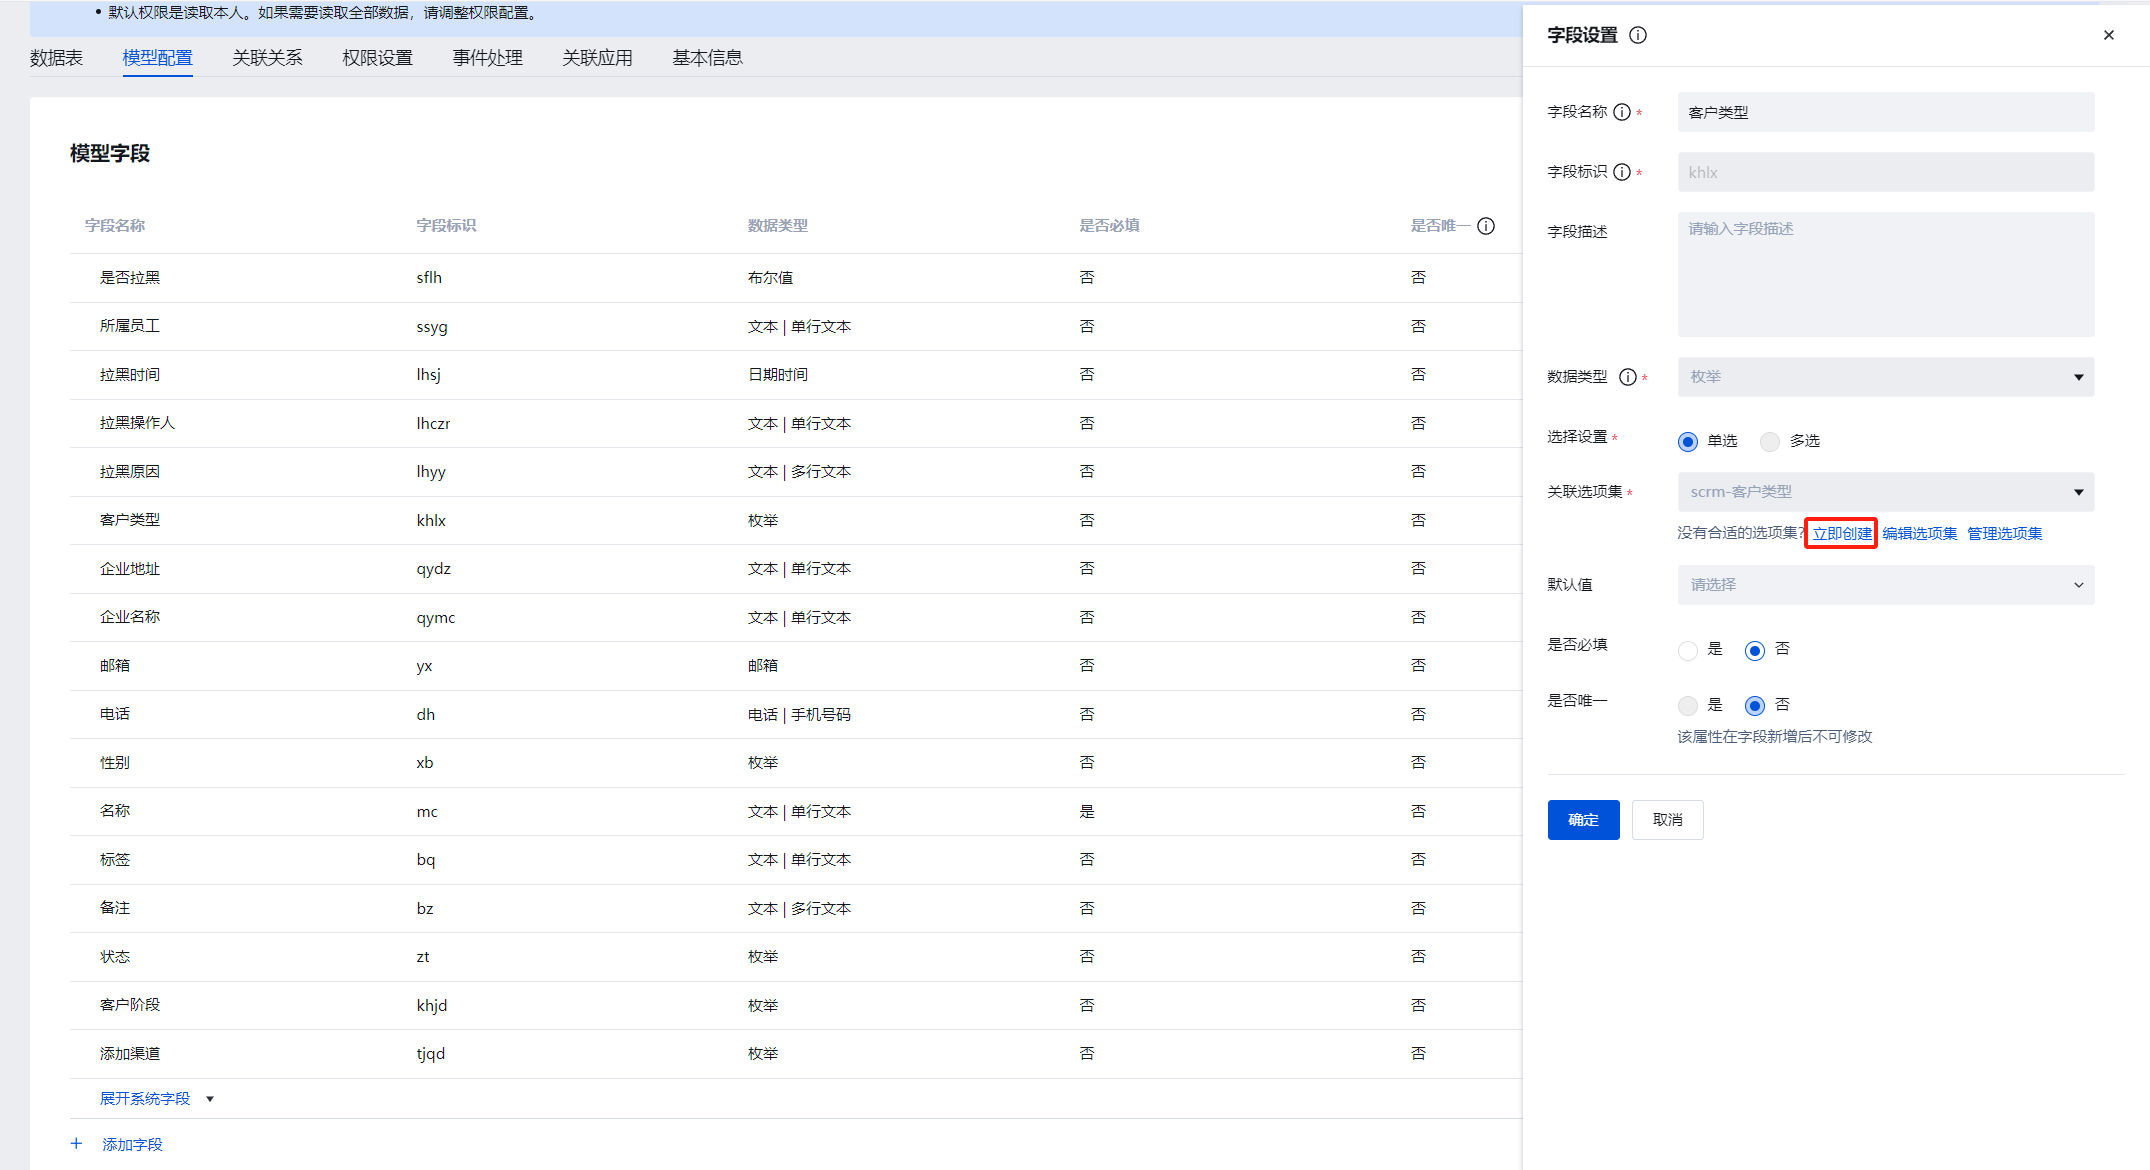 • 默认权限是读取本人。如果需要读取全部数据，请调整权限配置。
数据表 模型配置 关联关系 权限设置 事件处理 关联应用 基本信息
模型字段
字段名称 字段标识 数据类型 是否必填 是否唯一
是否拉黑 sflh 布尔值 否 否
所属员工 ssyg 文本 | 单行文本 否 否
拉黑时间 lhsj 日期时间 否 否
拉黑操作人 lhczr 文本 | 单行文本 否 否
拉黑原因 lhyy 文本 | 多行文本 否 否
客户类型 khlx 枚举 否 否
企业地址 qydz 文本 | 单行文本 否 否
企业名称 qymc 文本 | 单行文本 否 否
邮箱 yx 邮箱 否 否
电话 dh 电话 | 手机号码 否 否
性别 xb 枚举 否 否
名称 mc 文本 | 单行文本 是 否
标签 bq 文本 | 单行文本 否 否
备注 bz 文本 | 多行文本 否 否
状态 zt 枚举 否 否
客户阶段 khjd 枚举 否 否
添加渠道 tjqd 枚举 否 否
展开系统字段
+ 添加字段
字段设置
字段名称 * 客户类型
字段标识 * khlx
字段描述 请输入字段描述
数据类型 * 枚举
选择设置 * 单选 多选
关联选项集 * scrm-客户类型
没有合适的选项集? 立即创建 编辑选项集 管理选项集
默认值 请选择
是否必填 是 否
是否唯一 是 否
该属性在字段新增后不可修改
确定 取消